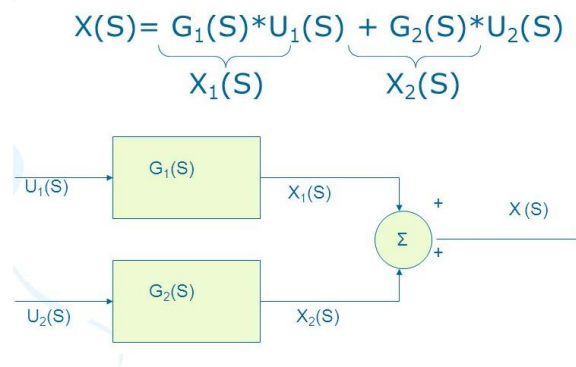 X(S)= G₁(S)*U₁(S) + G₂(S)*U₂(S)
X₁(S) X₂(S)
G₁(S)
U₁(S)
X₁(S)
+
X (S)
Σ
+
G₂(S)
U₂(S)
X₂(S)